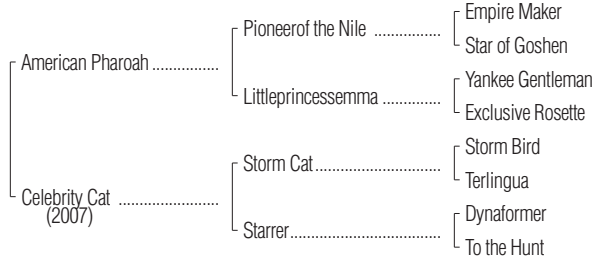 Empire Maker
Pioneerof the Nile ................
Star of Goshen
American Pharoah ................
Yankee Gentleman
Littleprincessemma ..............
Exclusive Rosette
Storm Bird
Storm Cat..............................
Terlingua
Celebrity Cat ........................
(2007)
Dynaformer
Starrer....................................
To the Hunt